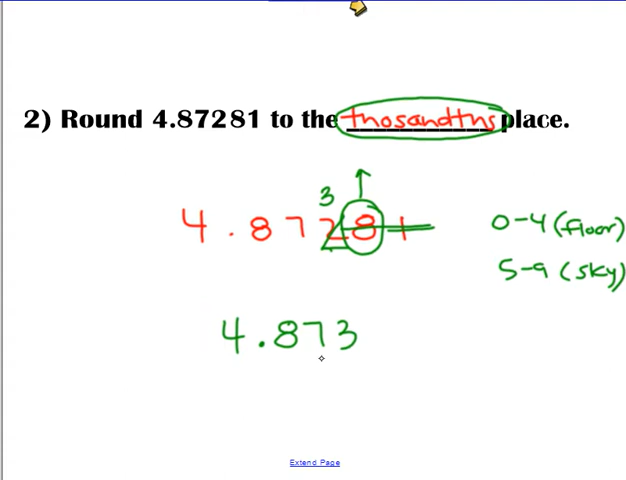 2) Round 4.87281 to the thosandths place.
3
4.87281
0-4 (floor)
5-9 (sky)
4.873
Extend Page